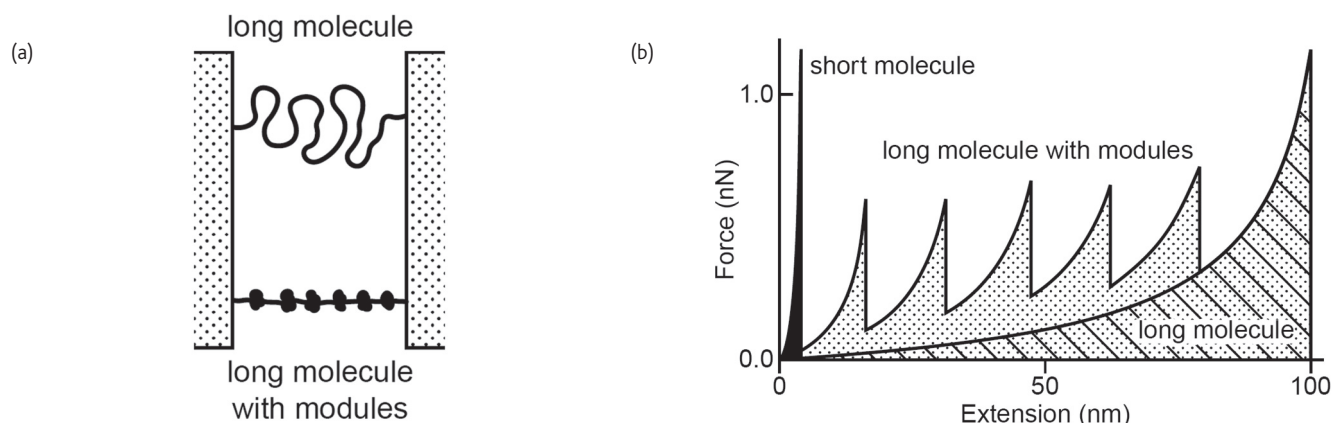 (a)
long molecule
long molecule
with modules
(b)
Force (nN)
1.0
0.0
short molecule
long molecule with modules
long molecule
0
50
100
Extension (nm)